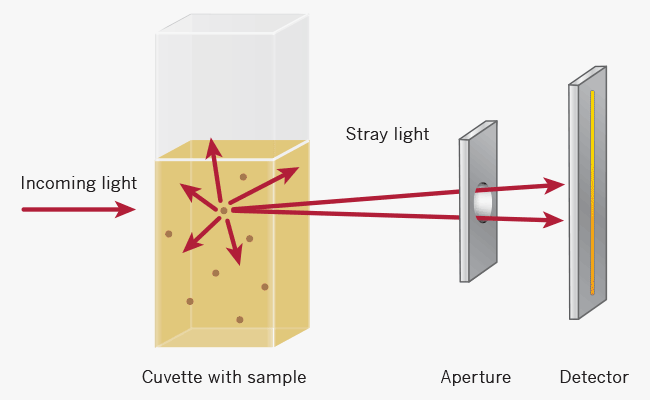 Stray light
Incoming light
Cuvette with sample
Aperture
Detector